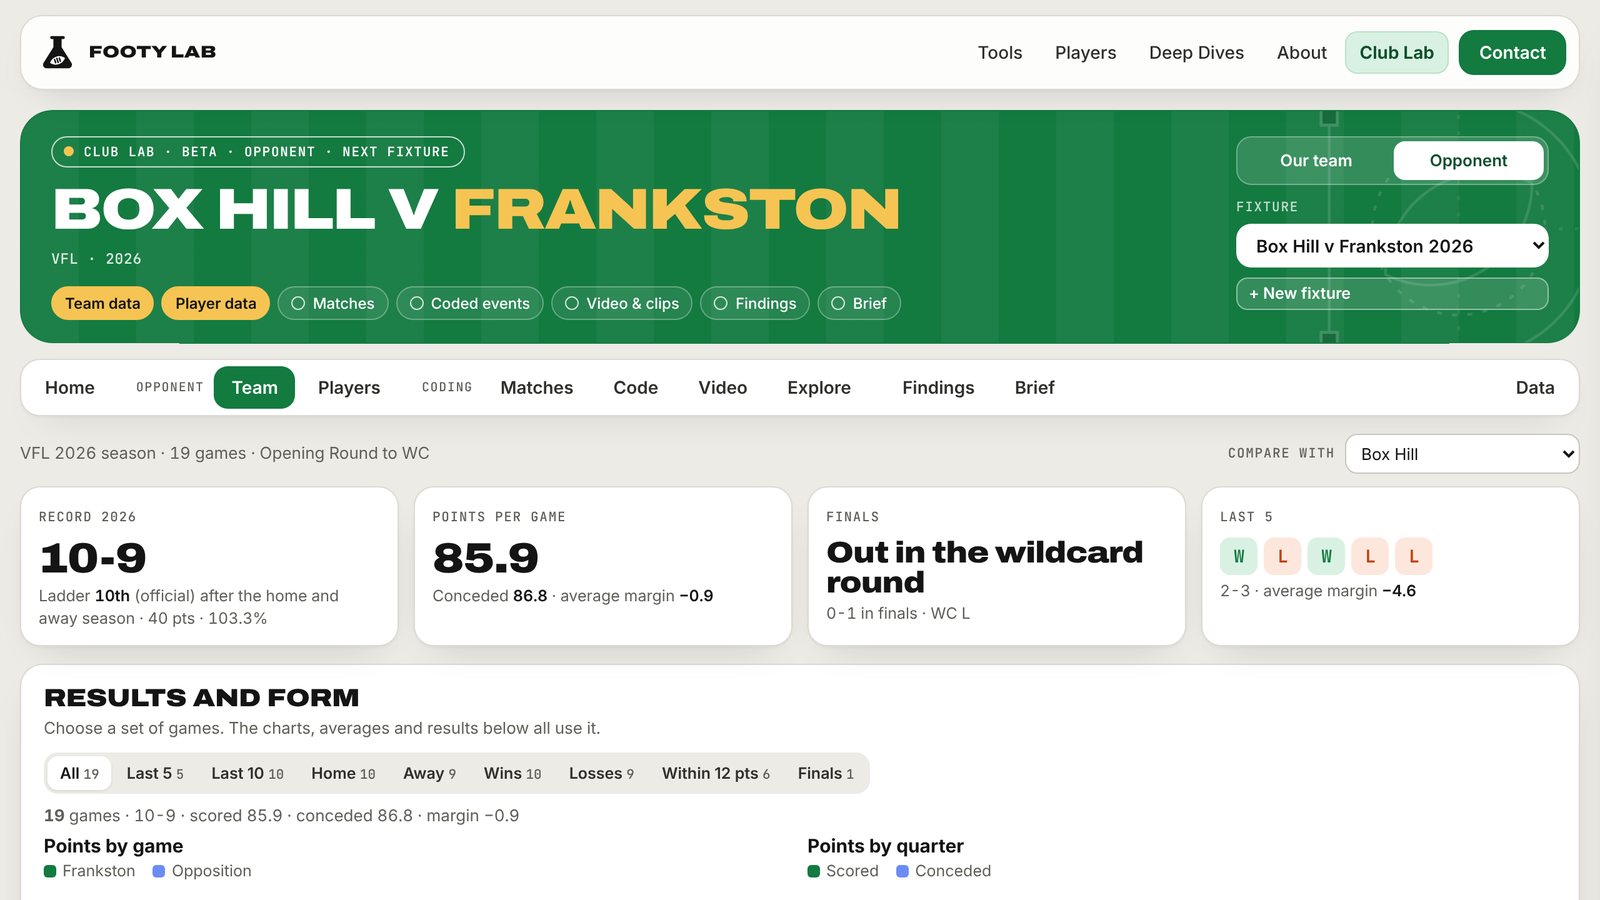 FOOTY LAB
Tools Players Deep Dives About Club Lab Contact
CLUB LAB · BETA · OPPONENT · NEXT FIXTURE
BOX HILL V FRANKSTON
VFL · 2026
Team data Player data Matches Coded events Video & clips Findings Brief
Our team Opponent
FIXTURE
Box Hill v Frankston 2026
+ New fixture
Home OPPONENT Team Players CODING Matches Code Video Explore Findings Brief Data
VFL 2026 season · 19 games · Opening Round to WC
COMPARE WITH Box Hill
RECORD 2026
10-9
Ladder 10th (official) after the home and
away season · 40 pts · 103.3%
POINTS PER GAME
85.9
Conceded 86.8 · average margin −0.9
FINALS
Out in the wildcard
round
0-1 in finals · WC L
LAST 5
W L W L L
2-3 · average margin −4.6
RESULTS AND FORM
Choose a set of games. The charts, averages and results below all use it.
All 19 Last 5 5 Last 10 10 Home 10 Away 9 Wins 10 Losses 9 Within 12 pts 6 Finals 1
19 games · 10-9 · scored 85.9 · conceded 86.8 · margin −0.9
Points by game
Frankston Opposition
Points by quarter
Scored Conceded